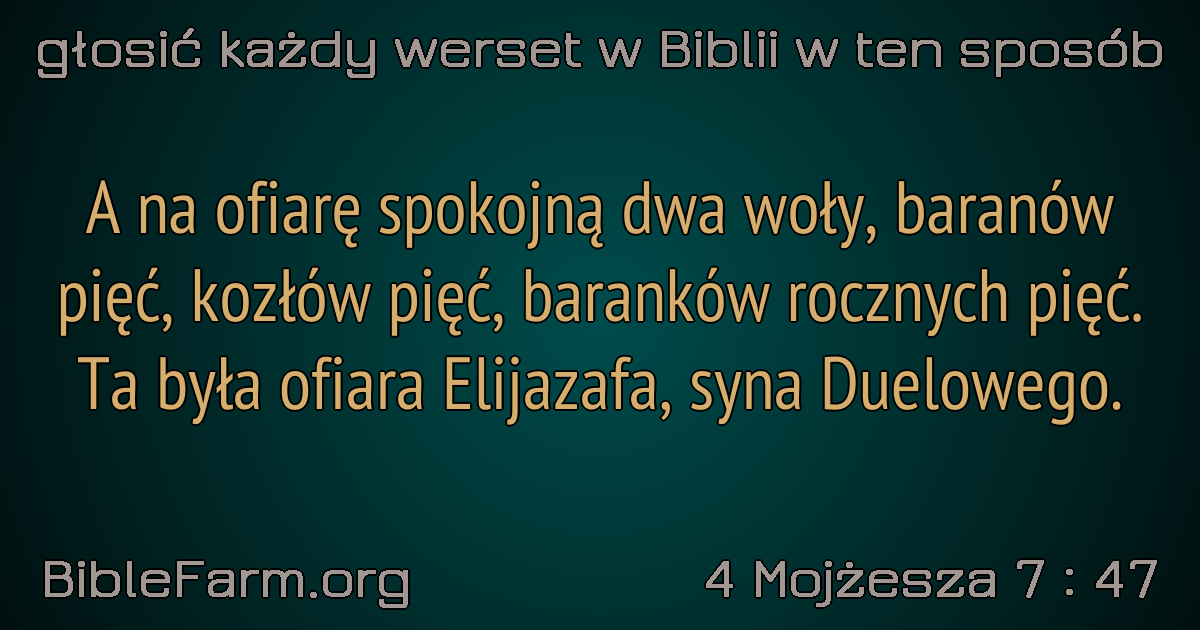 głosić każdy werset w Biblii w ten sposób
A na ofiarę spokojną dwa woły, baranów
pięć, kozłów pięć, baranków rocznych pięć.
Ta była ofiara Elijazafa, syna Duelowego.
BibleFarm.org
4 Mojżesza 7 : 47